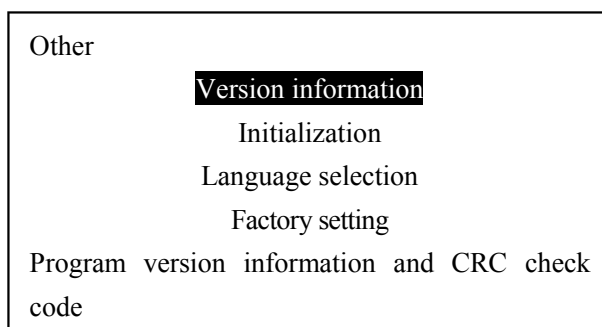 Other
Version information
Initialization
Language selection
Factory setting
Program version information and CRC check
code